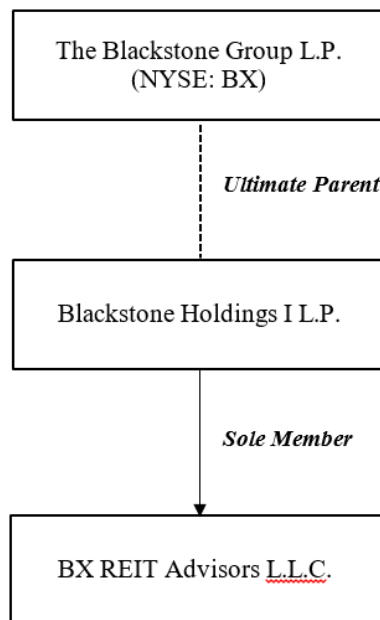 The Blackstone Group L.P.
(NYSE: BX)
Ultimate Parent
Blackstone Holdings I L.P.
Sole Member
BX REIT Advisors L.L.C.